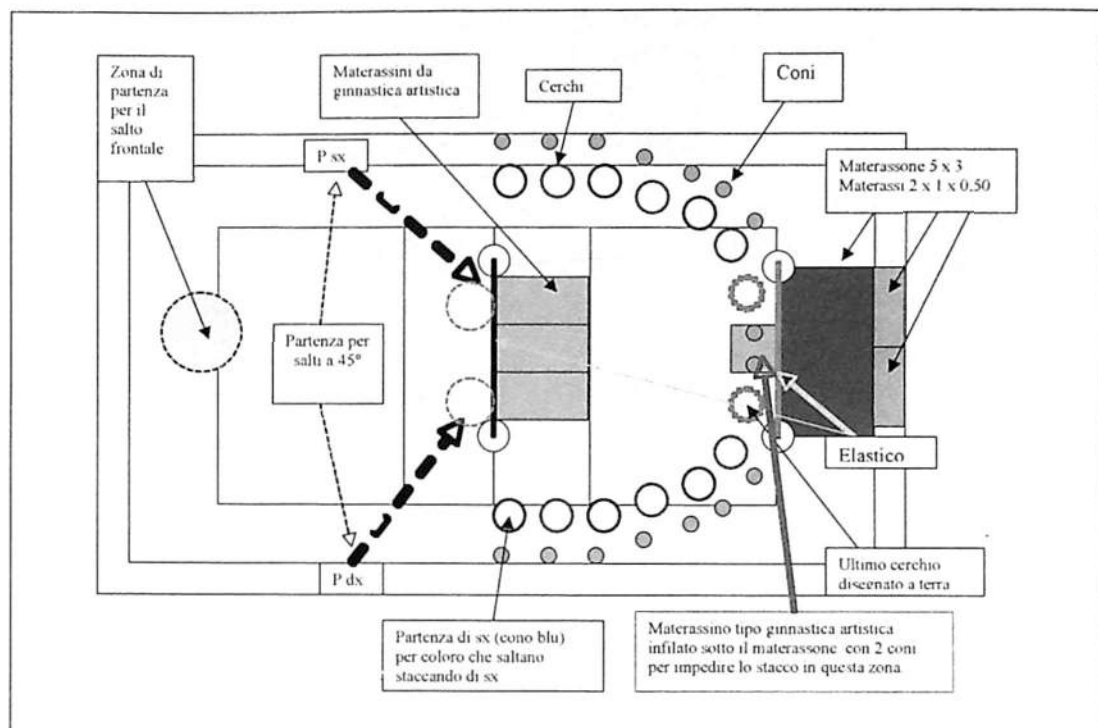 Zona di
partenza
per il
salto
frontale
Materassini da
ginnastica artistica
Cerchi
Coni
P sx
Materassone 5 x 3
Materassi 2 x 1 x 0.50
Partenza per
salti a 45°
Elastico
P dx
Ultimo cerchio
disegnato a terra
Partenza di sx (cono blu)
per coloro che saltano
staccando di sx
Materassino tipo ginnastica artistica
infilato sotto il materassone con 2 coni
per impedire lo stacco in questa zona.